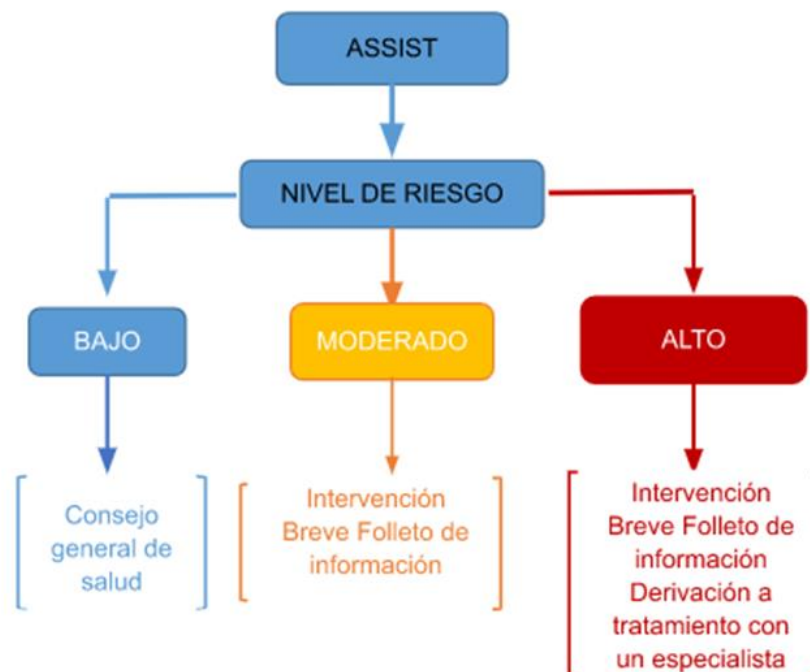 ASSIST
NIVEL DE RIESGO
BAJO
MODERADO
ALTO
Consejo
general de
salud
Intervención
Breve Folleto de
información
Intervención
Breve Folleto de
información
Derivación a
tratamiento con
un especialista